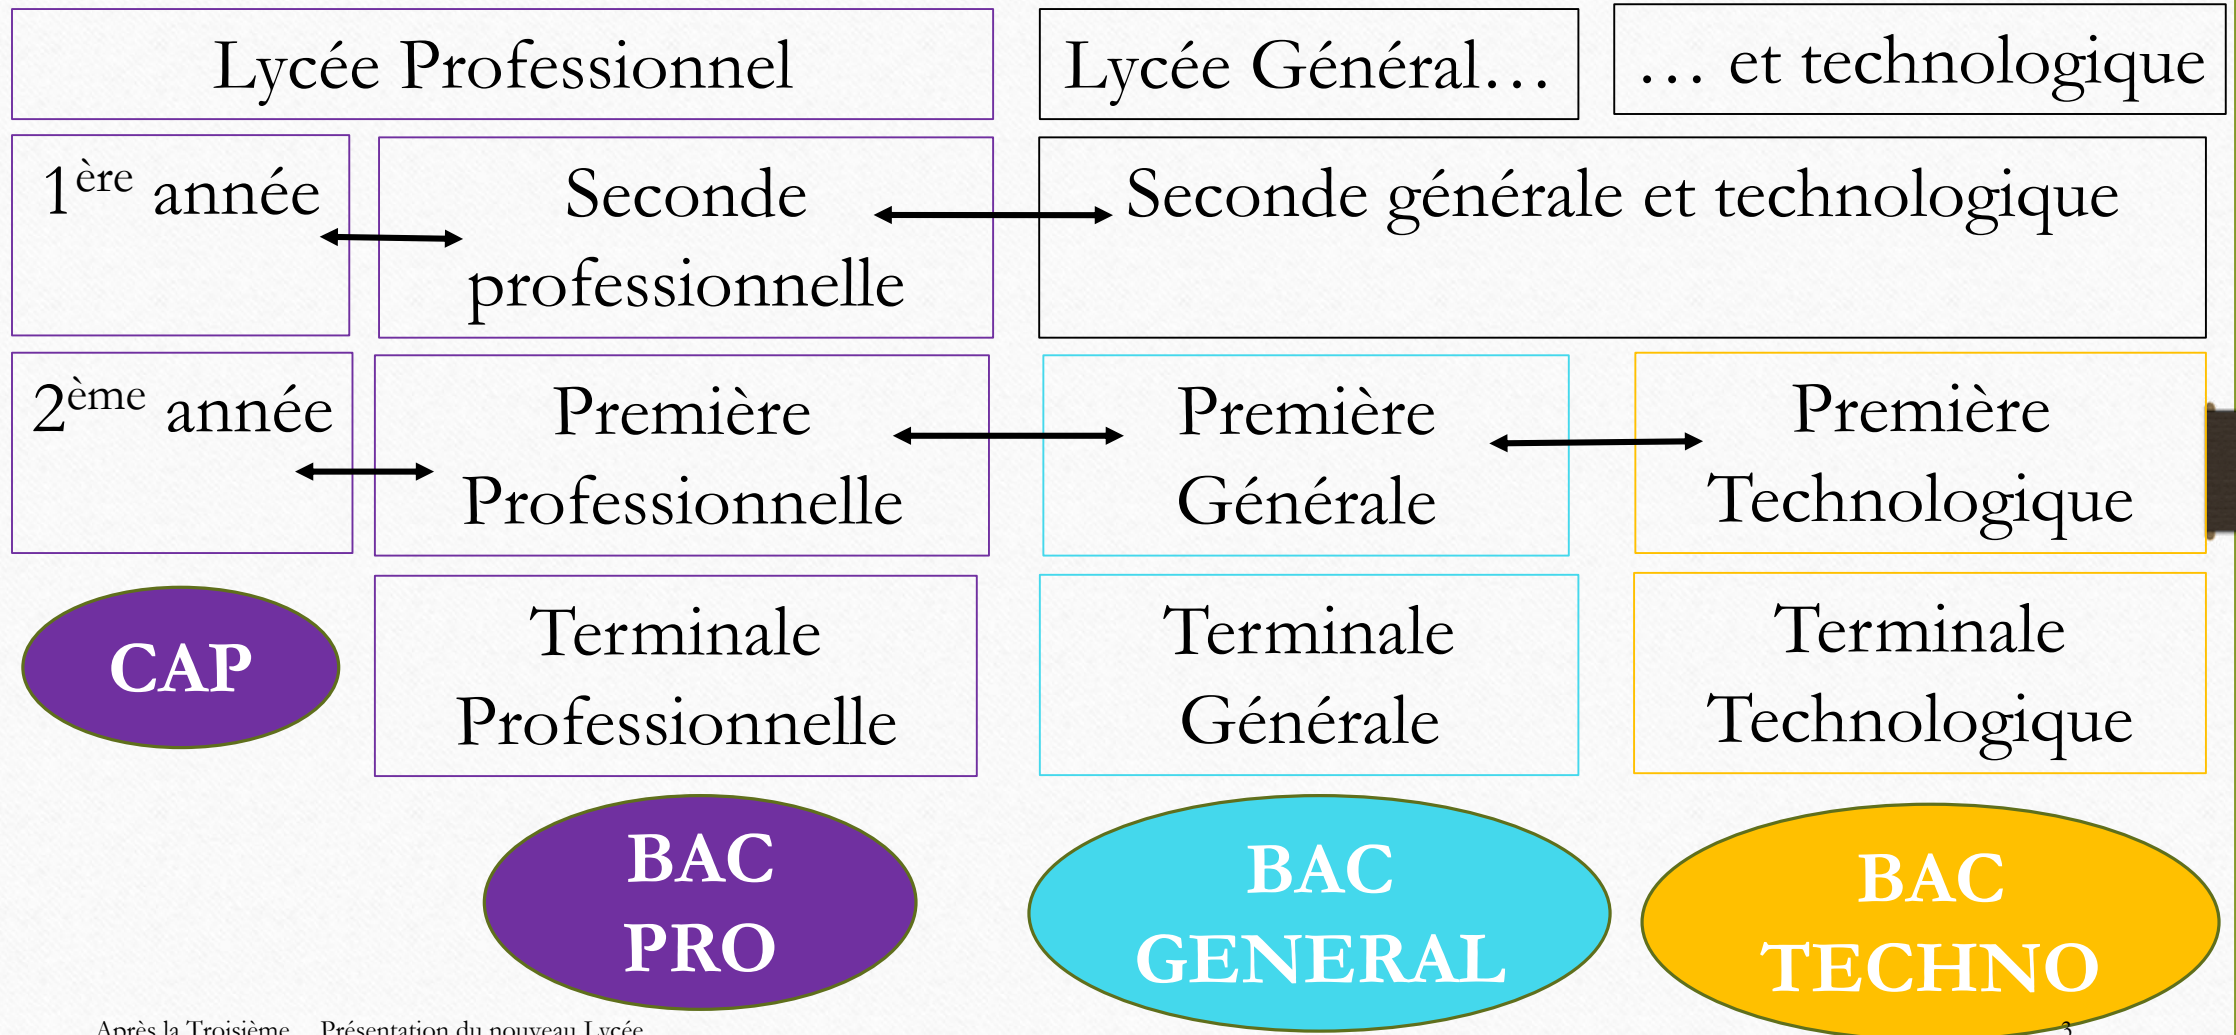 Lycée Professionnel
Lycée Général…
… et technologique
1ère année
Seconde
professionnelle
Seconde générale et technologique
2ème année
Première
Professionnelle
Première
Générale
Première
Technologique
CAP
Terminale
Professionnelle
Terminale
Générale
Terminale
Technologique
BAC
PRO
BAC
GENERAL
BAC
TECHNO
Après la Troisième Présentation du nouveau Lycée
3